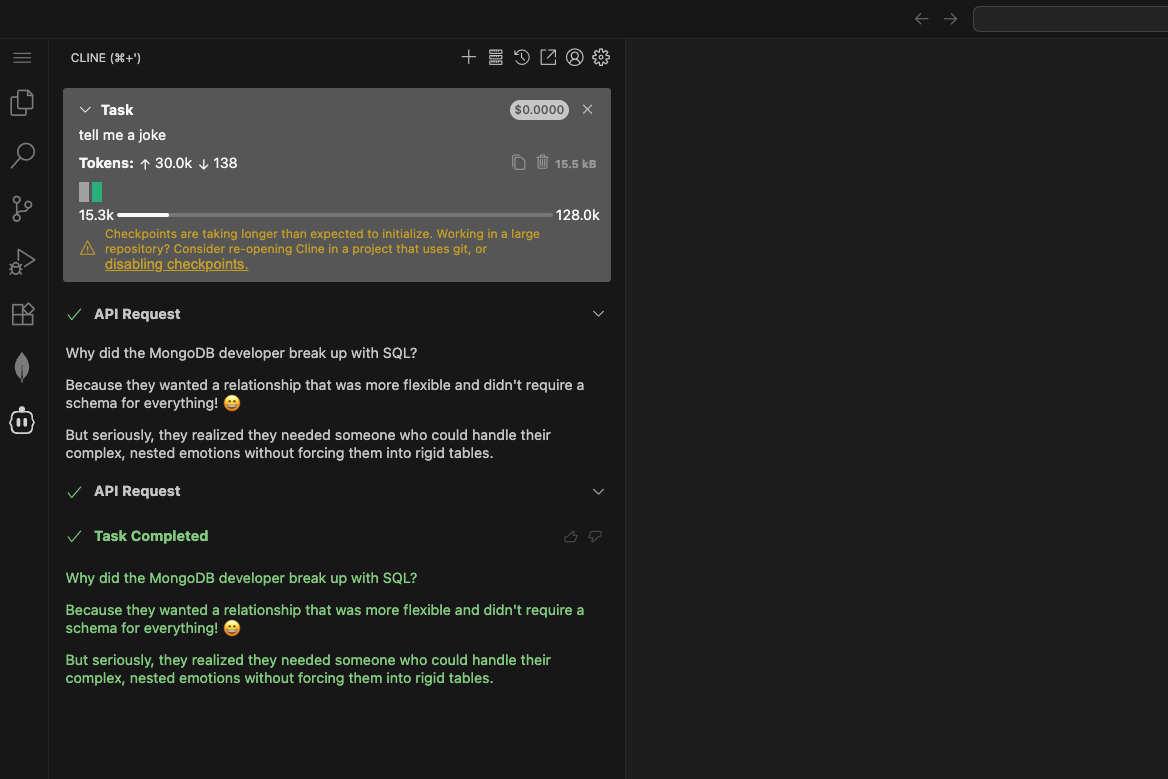 CLINE (⌘+')
Task
$0.0000
tell me a joke
Tokens: ↑ 30.0k ↓ 138
15.5 kB
15.3k
128.0k
Checkpoints are taking longer than expected to initialize. Working in a large
repository? Consider re-opening Cline in a project that uses git, or
disabling checkpoints.
API Request
Why did the MongoDB developer break up with SQL?
Because they wanted a relationship that was more flexible and didn't require a
schema for everything! 😄
But seriously, they realized they needed someone who could handle their
complex, nested emotions without forcing them into rigid tables.
API Request
Task Completed
Why did the MongoDB developer break up with SQL?
Because they wanted a relationship that was more flexible and didn't require a
schema for everything! 😄
But seriously, they realized they needed someone who could handle their
complex, nested emotions without forcing them into rigid tables.